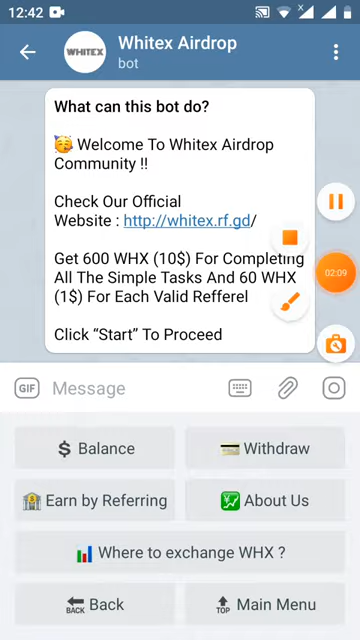 12:42
WHITEX
Whitex Airdrop
bot
What can this bot do?
🥳 Welcome To Whitex Airdrop
Community !!
Check Our Official
Website : http://whitex.rf.gd/
Get 600 WHX (10$) For Completing
All The Simple Tasks And 60 WHX
(1$) For Each Valid Refferel
Click “Start” To Proceed
02:09
GIF
Message
$ Balance
Withdraw
Earn by Referring
About Us
Where to exchange WHX ?
BACK Back
TOP Main Menu